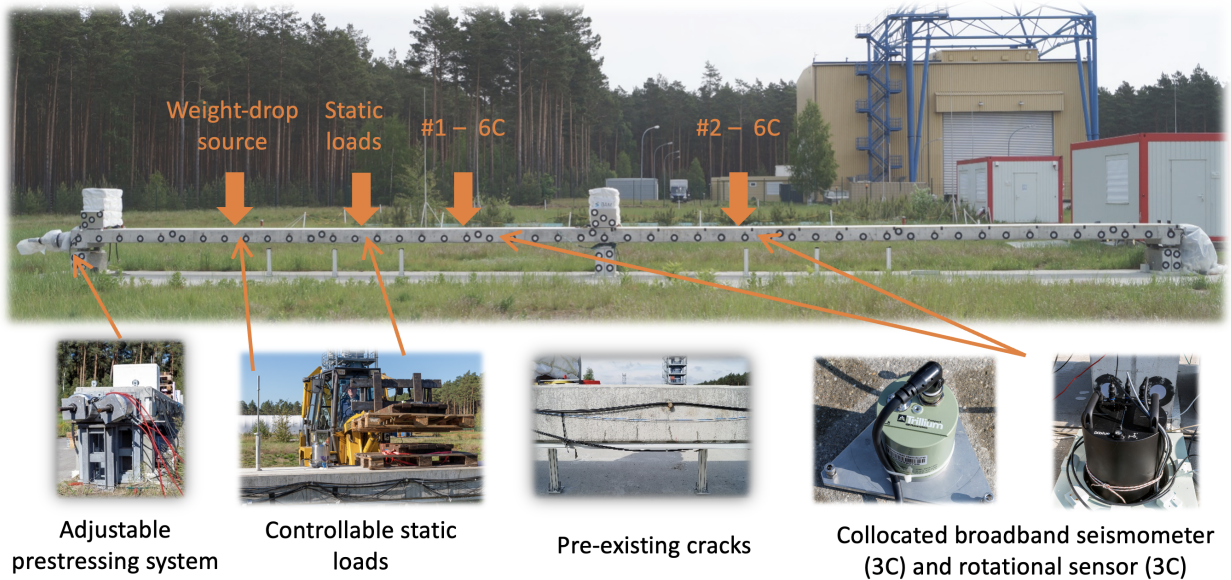 Weight-drop
source
Static
loads
#1 – 6C
#2 – 6C
Trillium
Adjustable
prestressing system
Controllable static
loads
Pre-existing cracks
Collocated broadband seismometer
(3C) and rotational sensor (3C)